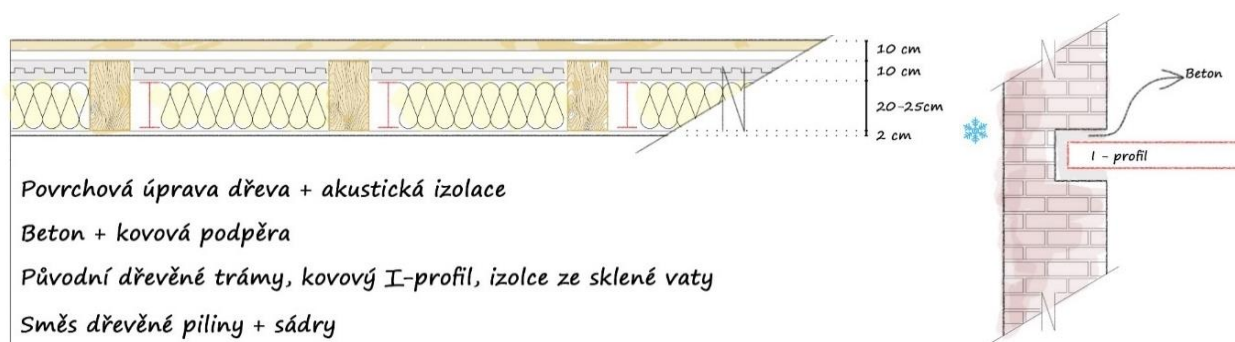 10 cm
10 cm
20-25cm
2 cm
Povrchová úprava dřeva + akustická izolace
Beton + kovová podpěra
Původní dřevěné trámy, kovový I-profil, izolce ze sklené vaty
Směs dřevěné piliny + sádry
Beton
I - profil